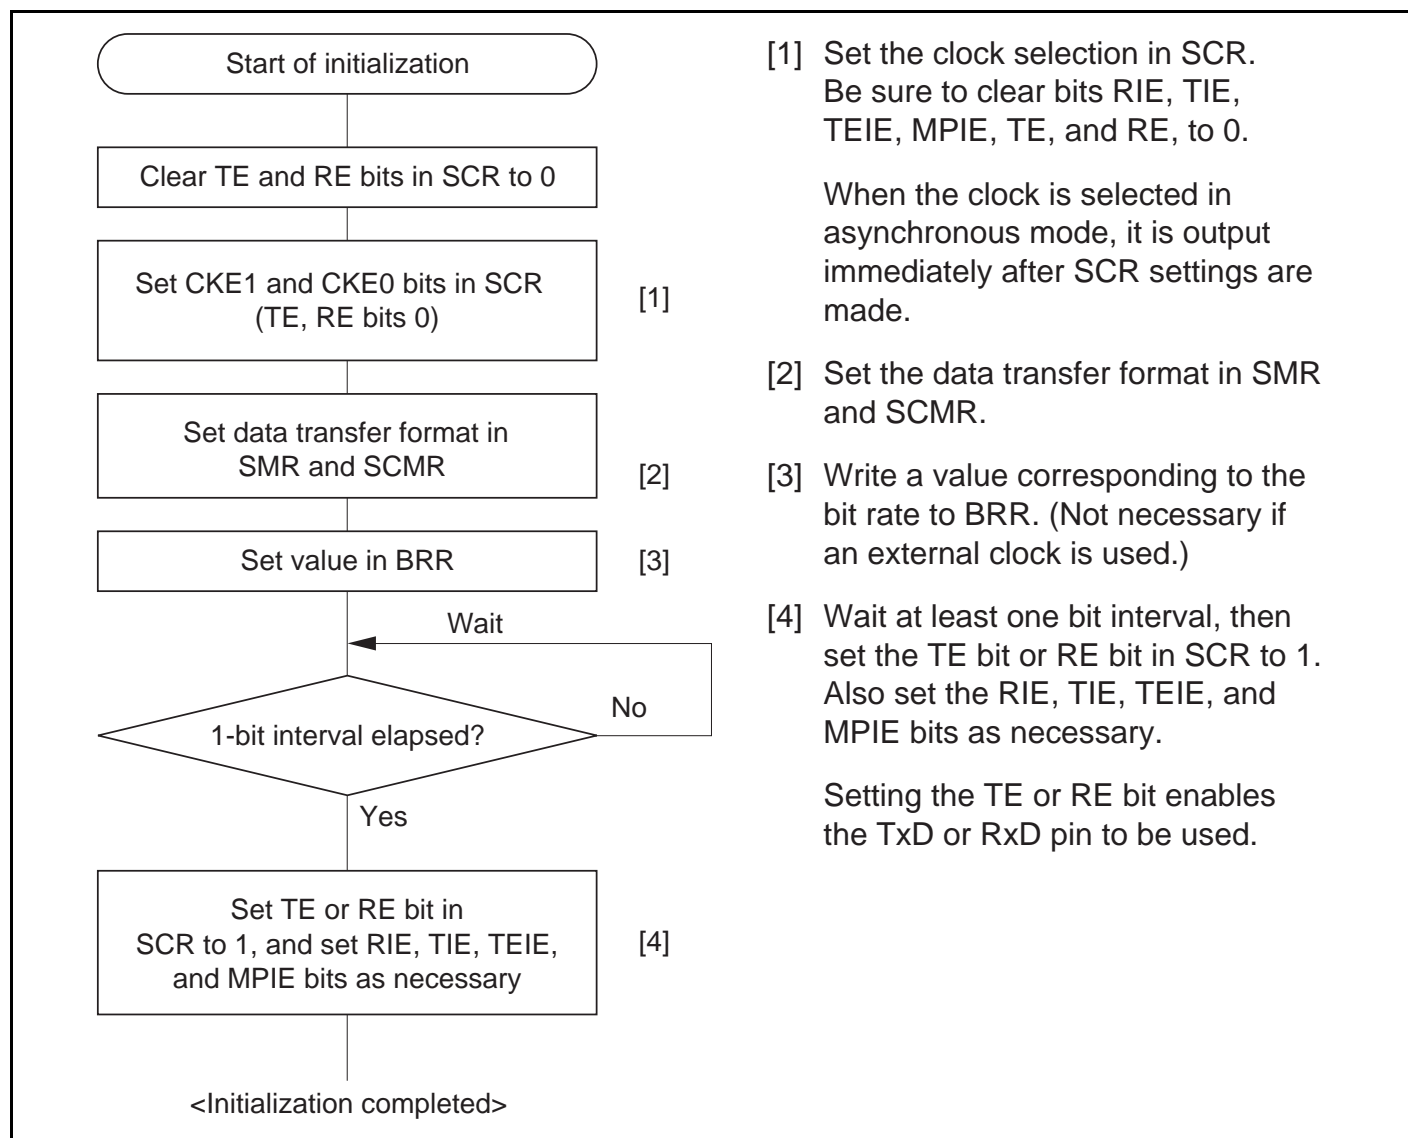 Start of initialization
Clear TE and RE bits in SCR to 0
Set CKE1 and CKE0 bits in SCR
(TE, RE bits 0)
[1]
Set data transfer format in
SMR and SCMR
[2]
Set value in BRR
[3]
Wait
1-bit interval elapsed?
No
Yes
Set TE or RE bit in
SCR to 1, and set RIE, TIE, TEIE,
and MPIE bits as necessary
[4]
<Initialization completed>
[1] Set the clock selection in SCR.
Be sure to clear bits RIE, TIE,
TEIE, MPIE, TE, and RE, to 0.
When the clock is selected in
asynchronous mode, it is output
immediately after SCR settings are
made.
[2] Set the data transfer format in SMR
and SCMR.
[3] Write a value corresponding to the
bit rate to BRR. (Not necessary if
an external clock is used.)
[4] Wait at least one bit interval, then
set the TE bit or RE bit in SCR to 1.
Also set the RIE, TIE, TEIE, and
MPIE bits as necessary.
Setting the TE or RE bit enables
the TxD or RxD pin to be used.